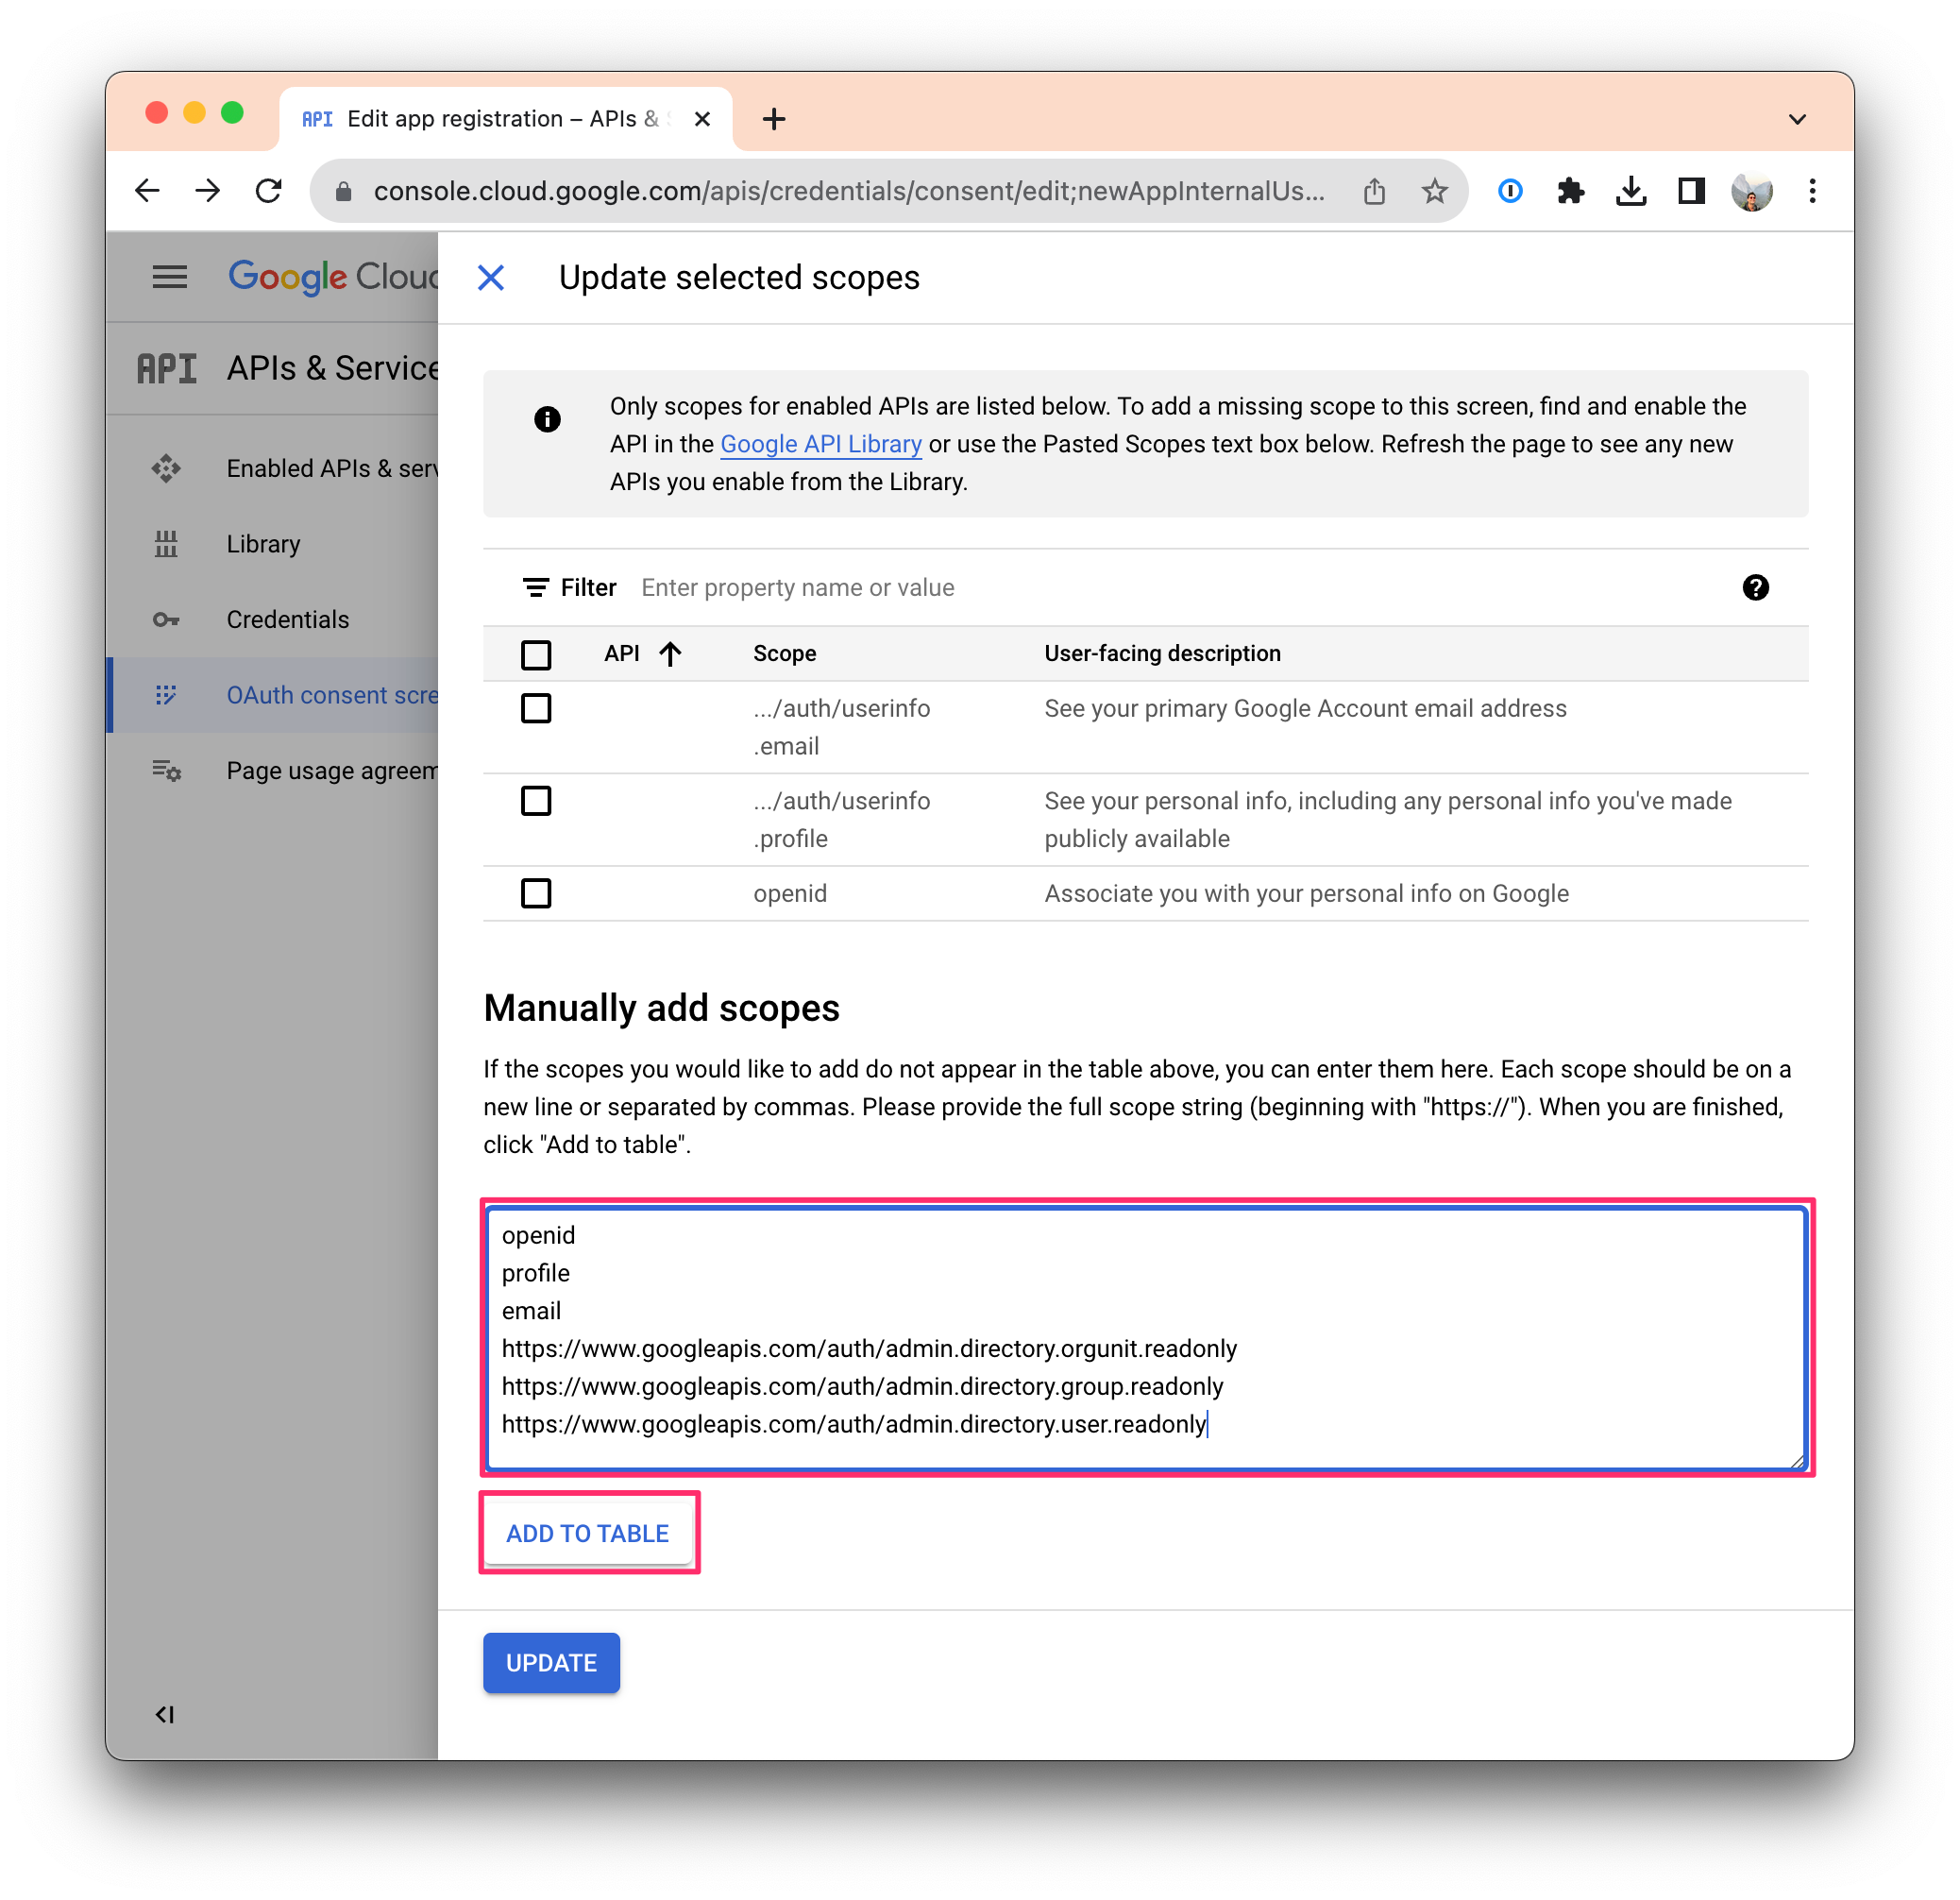 API Edit app registration – APIs &
console.cloud.google.com/apis/credentials/consent/edit;newAppInternalUs...
Google Cloud
API APIs & Service
Enabled APIs & serv
Library
Credentials
OAuth consent scre
Page usage agreem
Update selected scopes
Only scopes for enabled APIs are listed below. To add a missing scope to this screen, find and enable the
API in the Google API Library or use the Pasted Scopes text box below. Refresh the page to see any new
APIs you enable from the Library.
Filter Enter property name or value
API Scope User-facing description
.../auth/userinfo See your primary Google Account email address
.email
.../auth/userinfo See your personal info, including any personal info you've made
.profile publicly available
openid Associate you with your personal info on Google
Manually add scopes
If the scopes you would like to add do not appear in the table above, you can enter them here. Each scope should be on a
new line or separated by commas. Please provide the full scope string (beginning with "https://"). When you are finished,
click "Add to table".
openid
profile
email
https://www.googleapis.com/auth/admin.directory.orgunit.readonly
https://www.googleapis.com/auth/admin.directory.group.readonly
https://www.googleapis.com/auth/admin.directory.user.readonly
ADD TO TABLE
UPDATE